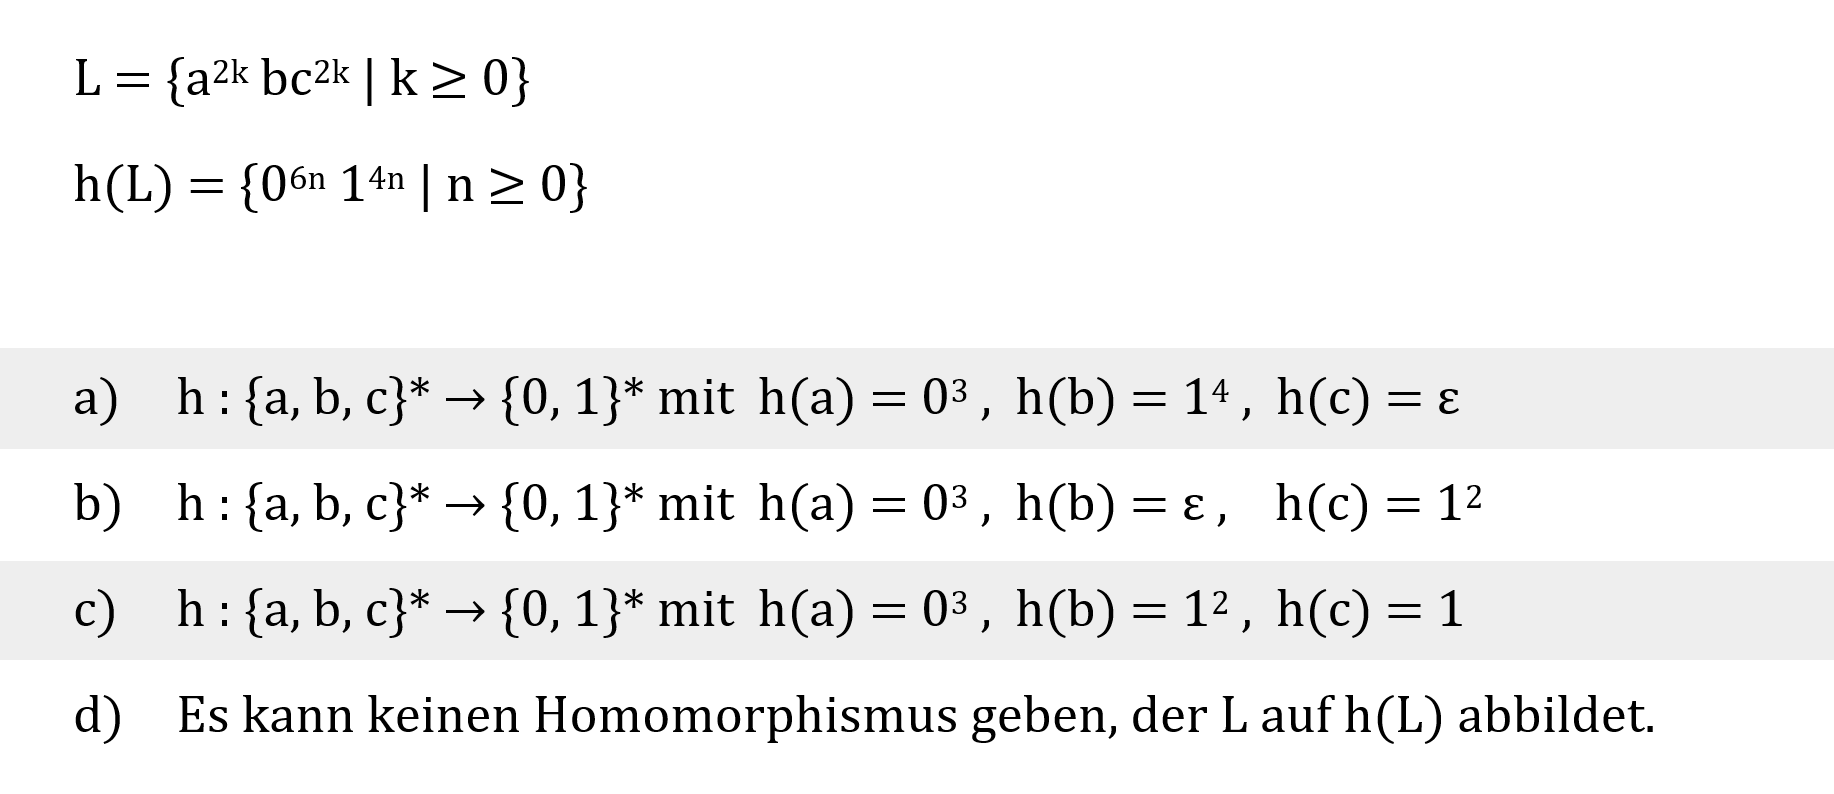 L = {a²ᵏ bc²ᵏ | k ≥ 0}
h(L) = {0⁶ⁿ 1⁴ⁿ | n ≥ 0}
a) h : {a, b, c}* → {0, 1}* mit h(a) = 0³ , h(b) = 1⁴ , h(c) = ε
b) h : {a, b, c}* → {0, 1}* mit h(a) = 0³ , h(b) = ε , h(c) = 1²
c) h : {a, b, c}* → {0, 1}* mit h(a) = 0³ , h(b) = 1² , h(c) = 1
d) Es kann keinen Homomorphismus geben, der L auf h(L) abbildet.